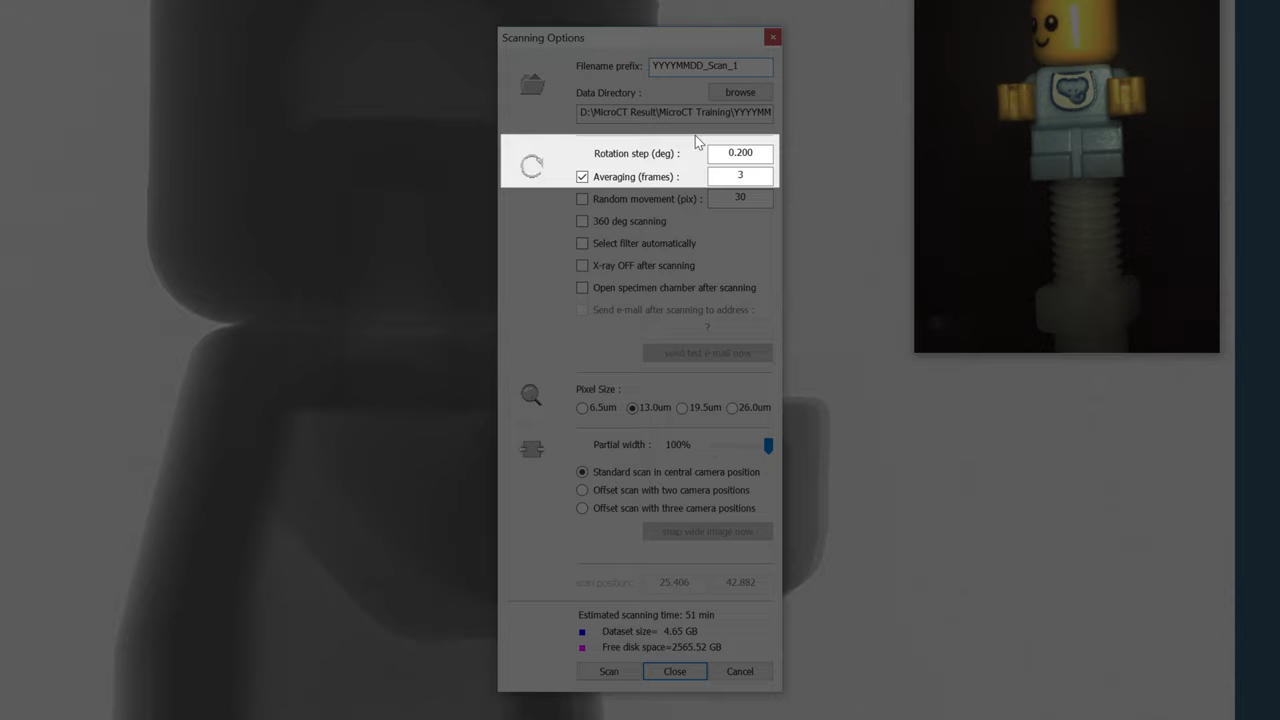 Scanning Options
Filename prefix: YYYYMMDD_Scan_1
Data Directory : browse
D:\MicroCT Result\MicroCT Training\YYYYMM
Rotation step (deg) : 0.200
Averaging (frames) : 3
Random movement (pix) : 30
360 deg scanning
Select filter automatically
X-ray OFF after scanning
Open specimen chamber after scanning
Send e-mail after scanning to address :
?
send test e-mail now
Pixel Size :
6.5um 13.0um 19.5um 26.0um
Partial width : 100%
Standard scan in central camera position
Offset scan with two camera positions
Offset scan with three camera positions
snap wide image now
scan position: 25.406 42.882
Estimated scanning time: 51 min
Dataset size= 4.65 GB
Free disk space=2565.52 GB
Scan Close Cancel